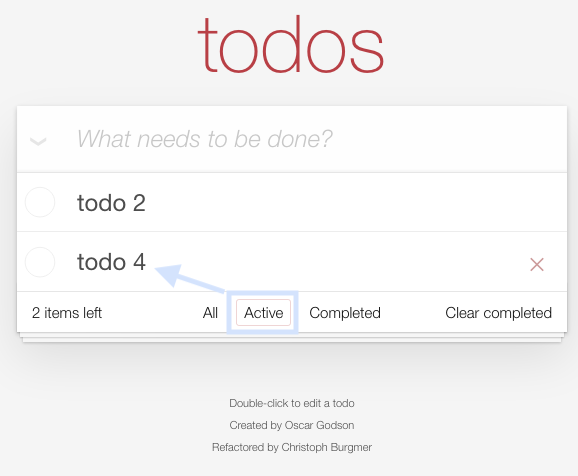 todos
What needs to be done?
todo 2
todo 4
2 items left All Active Completed Clear completed
Double-click to edit a todo
Created by Oscar Godson
Refactored by Christoph Burgmer